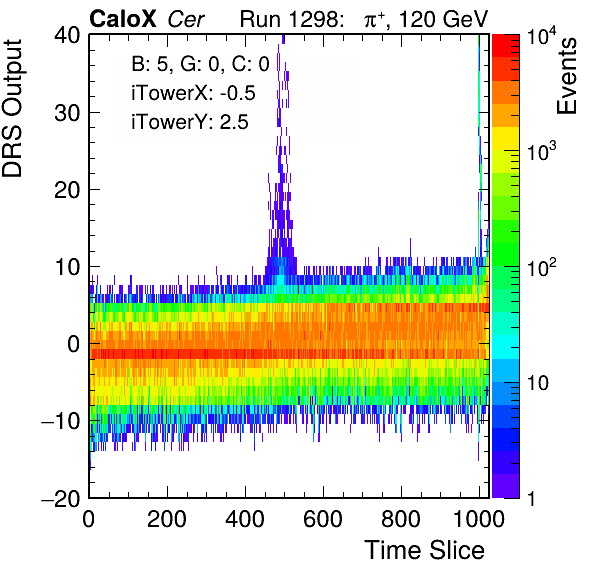 CaloX Cer Run 1298: π⁺, 120 GeV
B: 5, G: 0, C: 0
iTowerX: -0.5
iTowerY: 2.5
DRS Output
40
30
20
10
0
−10
−20
0 200 400 600 800 1000
Time Slice
Events
10⁴
10³
10²
10
1